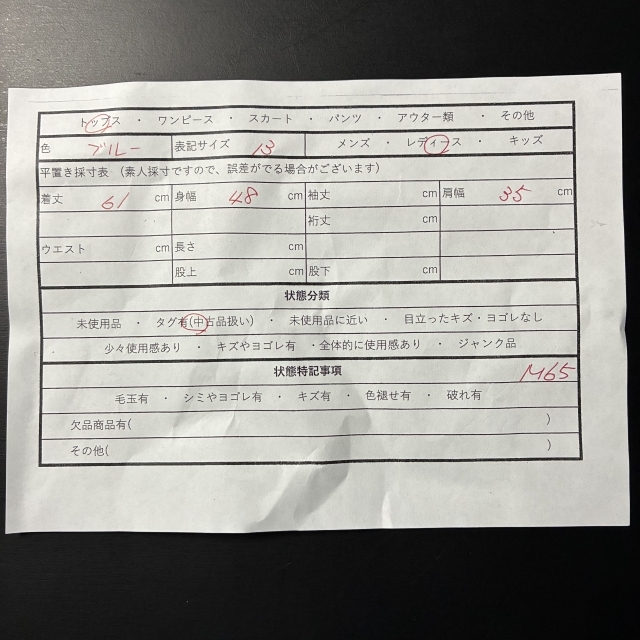 トップス ・ ワンピース ・ スカート ・ パンツ ・ アウター類 ・ その他
色 ブルー 表記サイズ 13 メンズ ・ レディース ・ キッズ
平置き採寸表 （素人採寸ですので、誤差がでる場合がございます）
着丈 61 cm 身幅 48 cm 袖丈 cm 肩幅 35 cm
裄丈 cm
ウエスト cm 長さ cm
股上 cm 股下 cm
状態分類
未使用品 ・ タグ有(中古品扱い) ・ 未使用品に近い ・ 目立ったキズ・ヨゴレなし
少々使用感あり ・ キズやヨゴレ有 ・全体的に使用感あり ・ ジャンク品
状態特記事項 M65
毛玉有 ・ シミやヨゴレ有 ・ キズ有 ・ 色褪せ有 ・ 破れ有
欠品商品有( )
その他( )